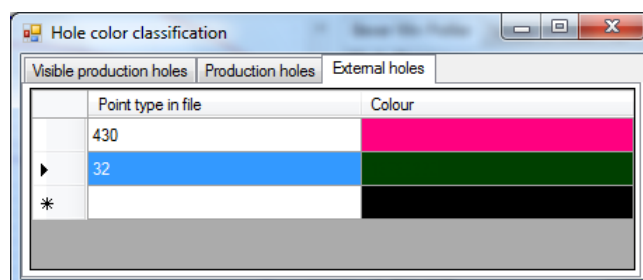 Hole color classification
Visible production holes Production holes External holes
Point type in file Colour
430
32